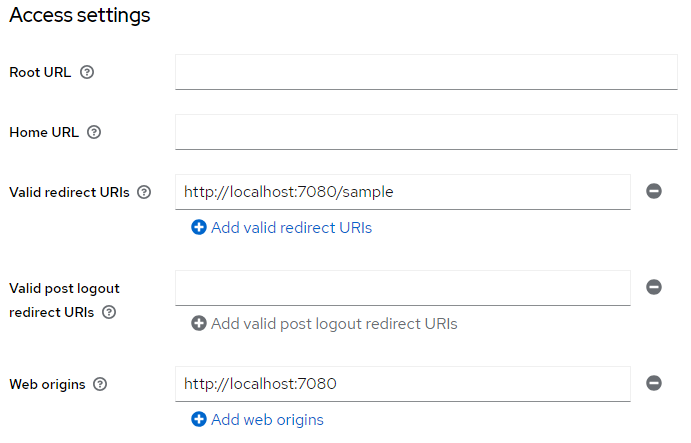 Access settings
Root URL
Home URL
Valid redirect URIs http://localhost:7080/sample
Add valid redirect URIs
Valid post logout
redirect URIs
Add valid post logout redirect URIs
Web origins http://localhost:7080
Add web origins